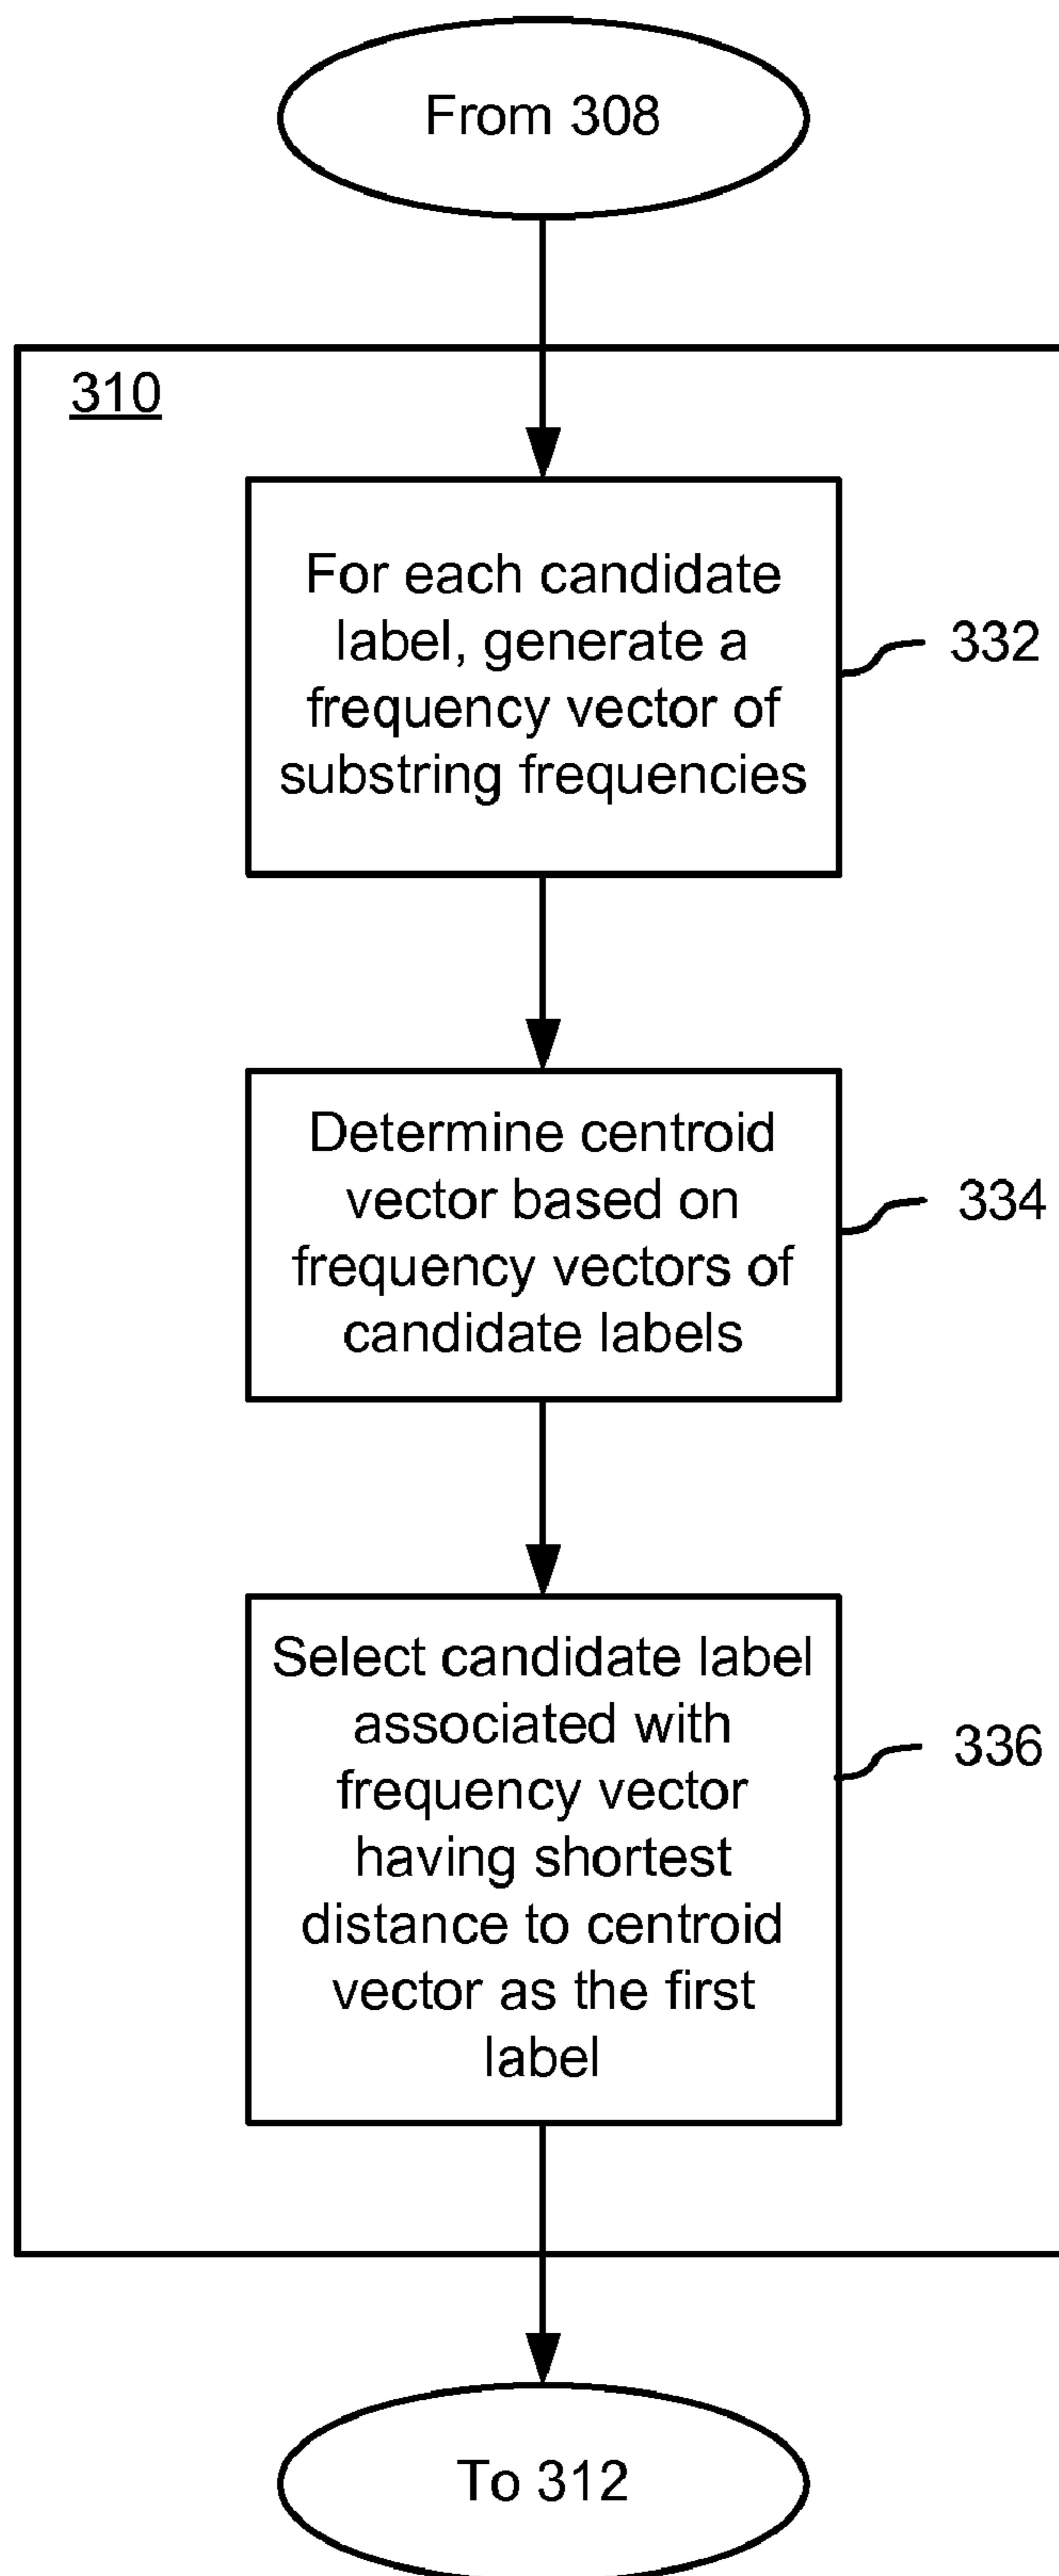 From 308
310
For each candidate
label, generate a
frequency vector of
substring frequencies
332
Determine centroid
vector based on
frequency vectors of
candidate labels
334
Select candidate label
associated with
frequency vector
having shortest
distance to centroid
vector as the first
label
336
To 312